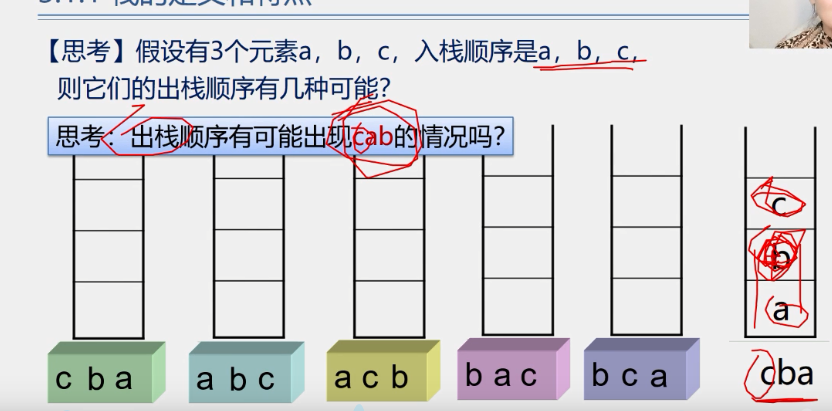 【思考】假设有3个元素a，b，c，入栈顺序是a，b，c，
则它们的出栈顺序有几种可能？
思考：出栈顺序有可能出现cab的情况吗？
c
b
a
c b a
a b c
a c b
b a c
b c a
cba